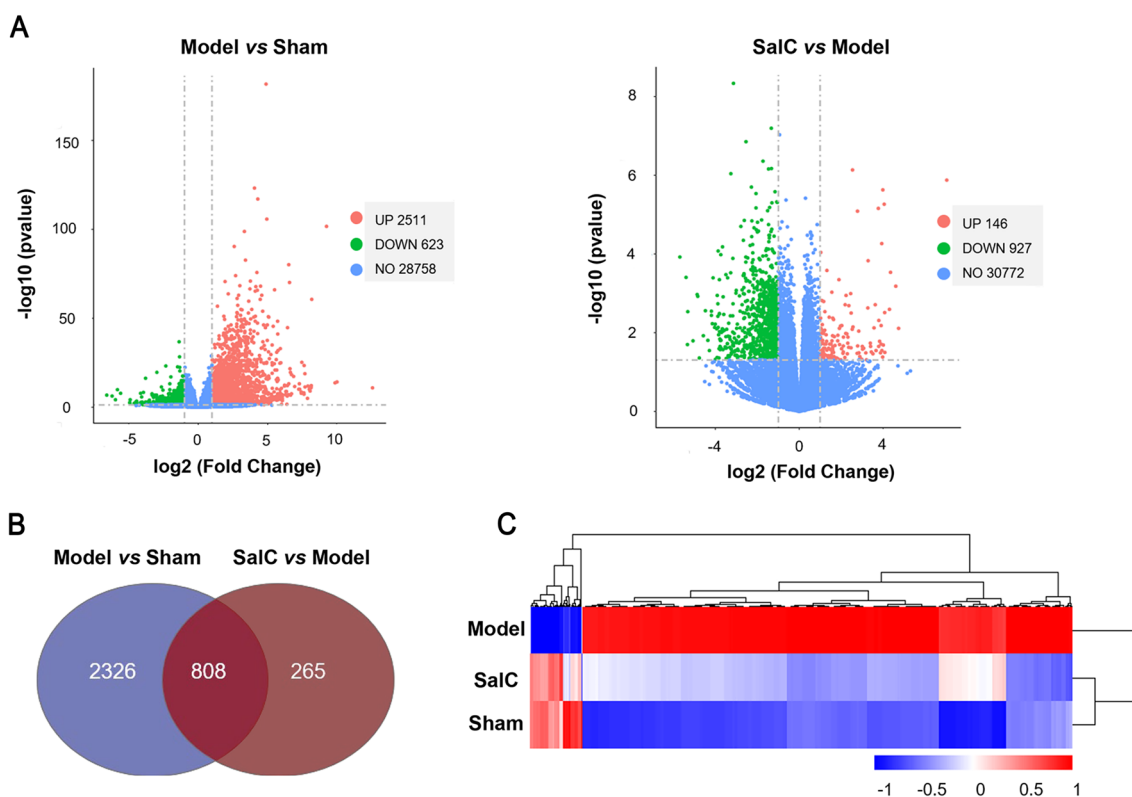 A
Model vs Sham
-log10 (pvalue)
150
100
50
0
-5
0
5
10
log2 (Fold Change)
UP 2511
DOWN 623
NO 28758
SalC vs Model
-log10 (pvalue)
8
6
4
2
0
-4
0
4
log2 (Fold Change)
UP 146
DOWN 927
NO 30772
B
Model vs Sham
SalC vs Model
2326
808
265
C
Model
SalC
Sham
-1 -0.5 0 0.5 1